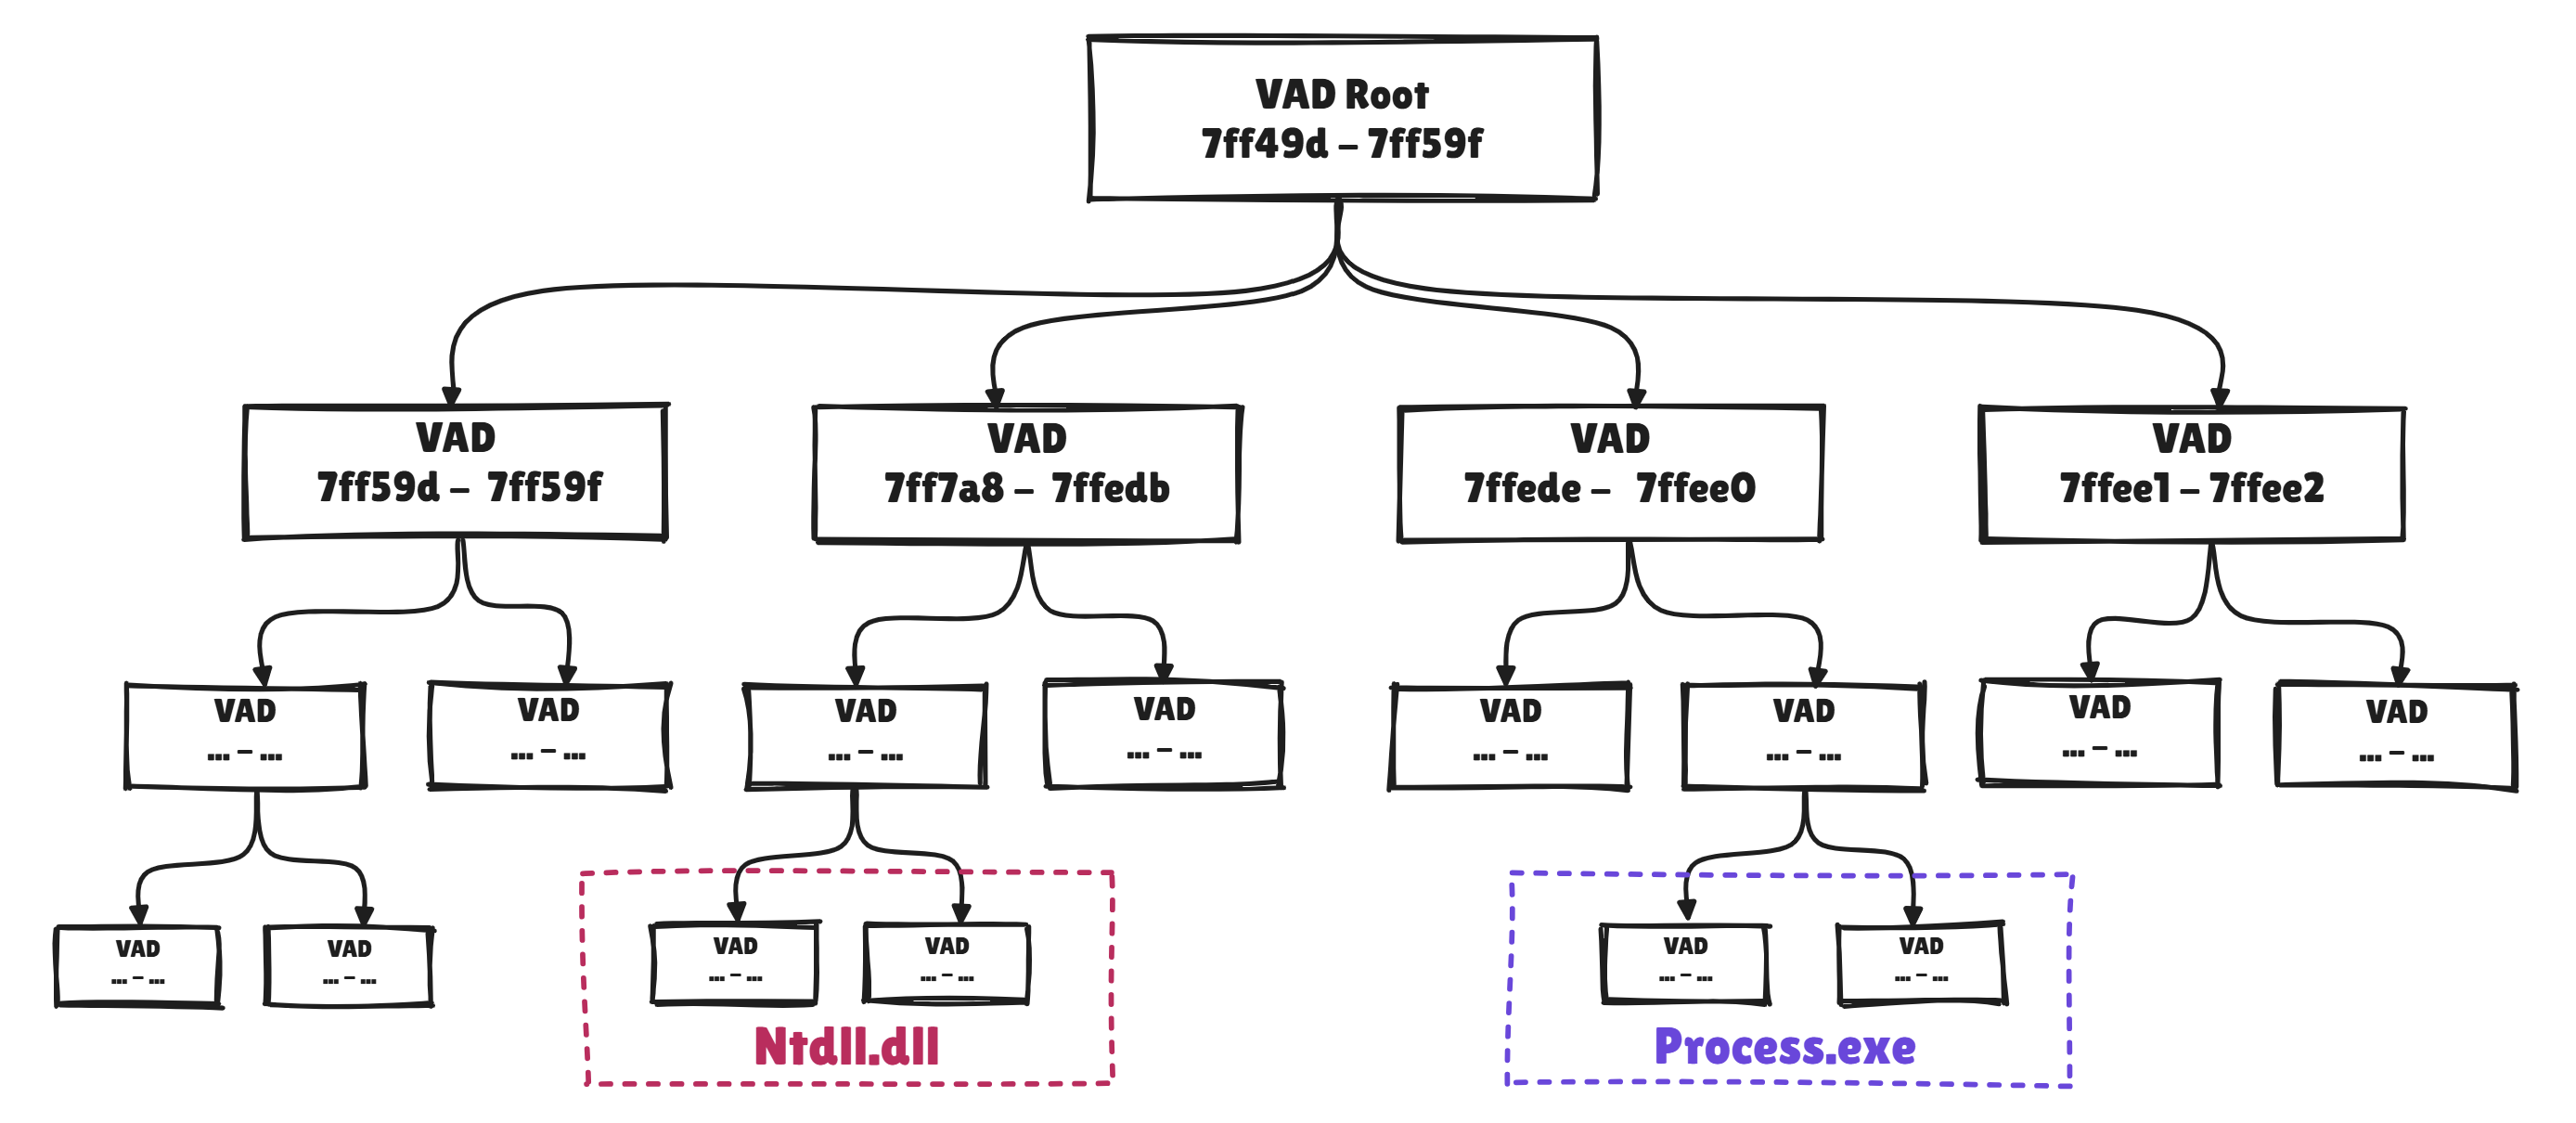 VAD Root
7ff49d – 7ff59f
VAD
7ff59d – 7ff59f
VAD
7ff7a8 – 7ffedb
VAD
7ffede – 7ffee0
VAD
7ffee1 – 7ffee2
VAD
... – ...
VAD
... – ...
VAD
... – ...
VAD
... – ...
VAD
... – ...
VAD
... – ...
VAD
... – ...
VAD
... – ...
VAD
... – ...
VAD
... – ...
VAD
... – ...
VAD
... – ...
Ntdll.dll
VAD
... – ...
VAD
... – ...
Process.exe